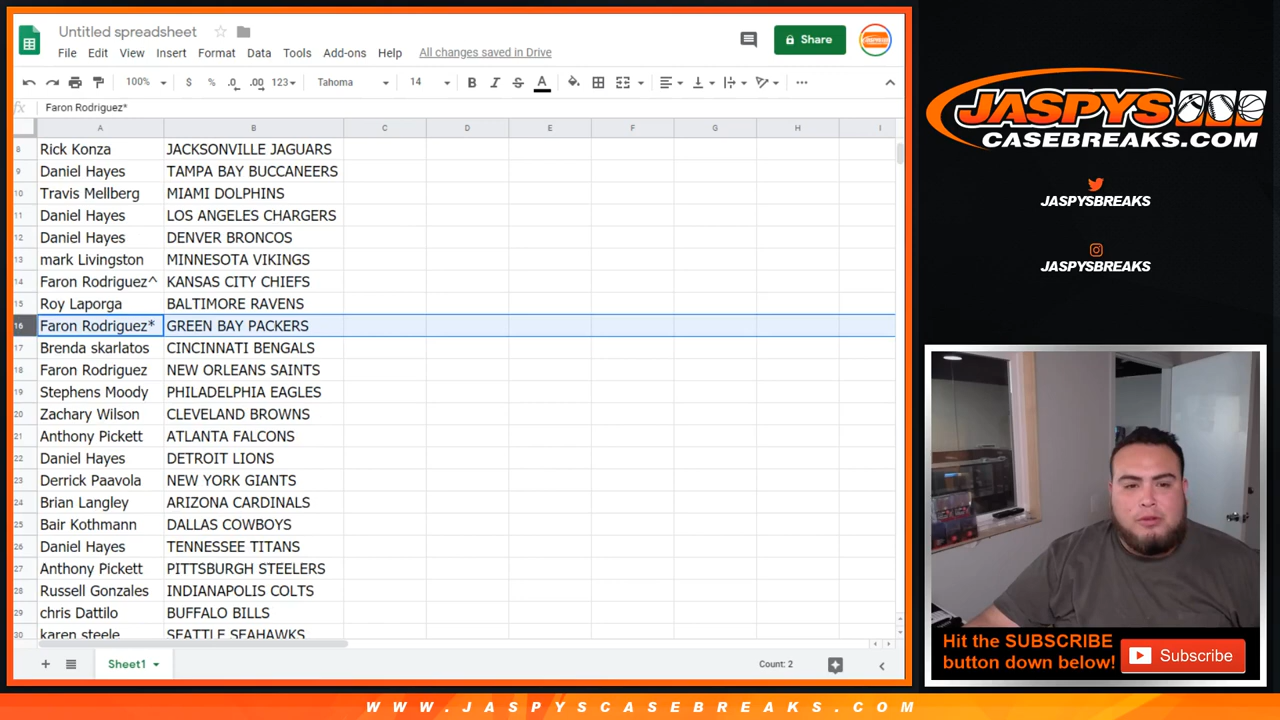 Untitled spreadsheet
File Edit View Insert Format Data Tools Add-ons Help All changes saved in Drive
Share
100% $ % .0 .00 123 Tahoma 14 B I S A
fx Faron Rodriguez*
A B C D E F G H I
8 Rick Konza JACKSONVILLE JAGUARS
9 Daniel Hayes TAMPA BAY BUCCANEERS
10 Travis Mellberg MIAMI DOLPHINS
11 Daniel Hayes LOS ANGELES CHARGERS
12 Daniel Hayes DENVER BRONCOS
13 mark Livingston MINNESOTA VIKINGS
14 Faron Rodriguez^ KANSAS CITY CHIEFS
15 Roy Laporga BALTIMORE RAVENS
16 Faron Rodriguez* GREEN BAY PACKERS
17 Brenda skarlatos CINCINNATI BENGALS
18 Faron Rodriguez NEW ORLEANS SAINTS
19 Stephens Moody PHILADELPHIA EAGLES
20 Zachary Wilson CLEVELAND BROWNS
21 Anthony Pickett ATLANTA FALCONS
22 Daniel Hayes DETROIT LIONS
23 Derrick Paavola NEW YORK GIANTS
24 Brian Langley ARIZONA CARDINALS
25 Bair Kothmann DALLAS COWBOYS
26 Daniel Hayes TENNESSEE TITANS
27 Anthony Pickett PITTSBURGH STEELERS
28 Russell Gonzales INDIANAPOLIS COLTS
29 chris Dattilo BUFFALO BILLS
30 karen steele SEATTLE SEAHAWKS
Sheet1
Count: 2
JASPYS
CASEBREAKS.COM
JASPYSBREAKS
JASPYSBREAKS
Hit the SUBSCRIBE
button down below!
Subscribe
WWW.JASPYSCASEBREAKS.COM